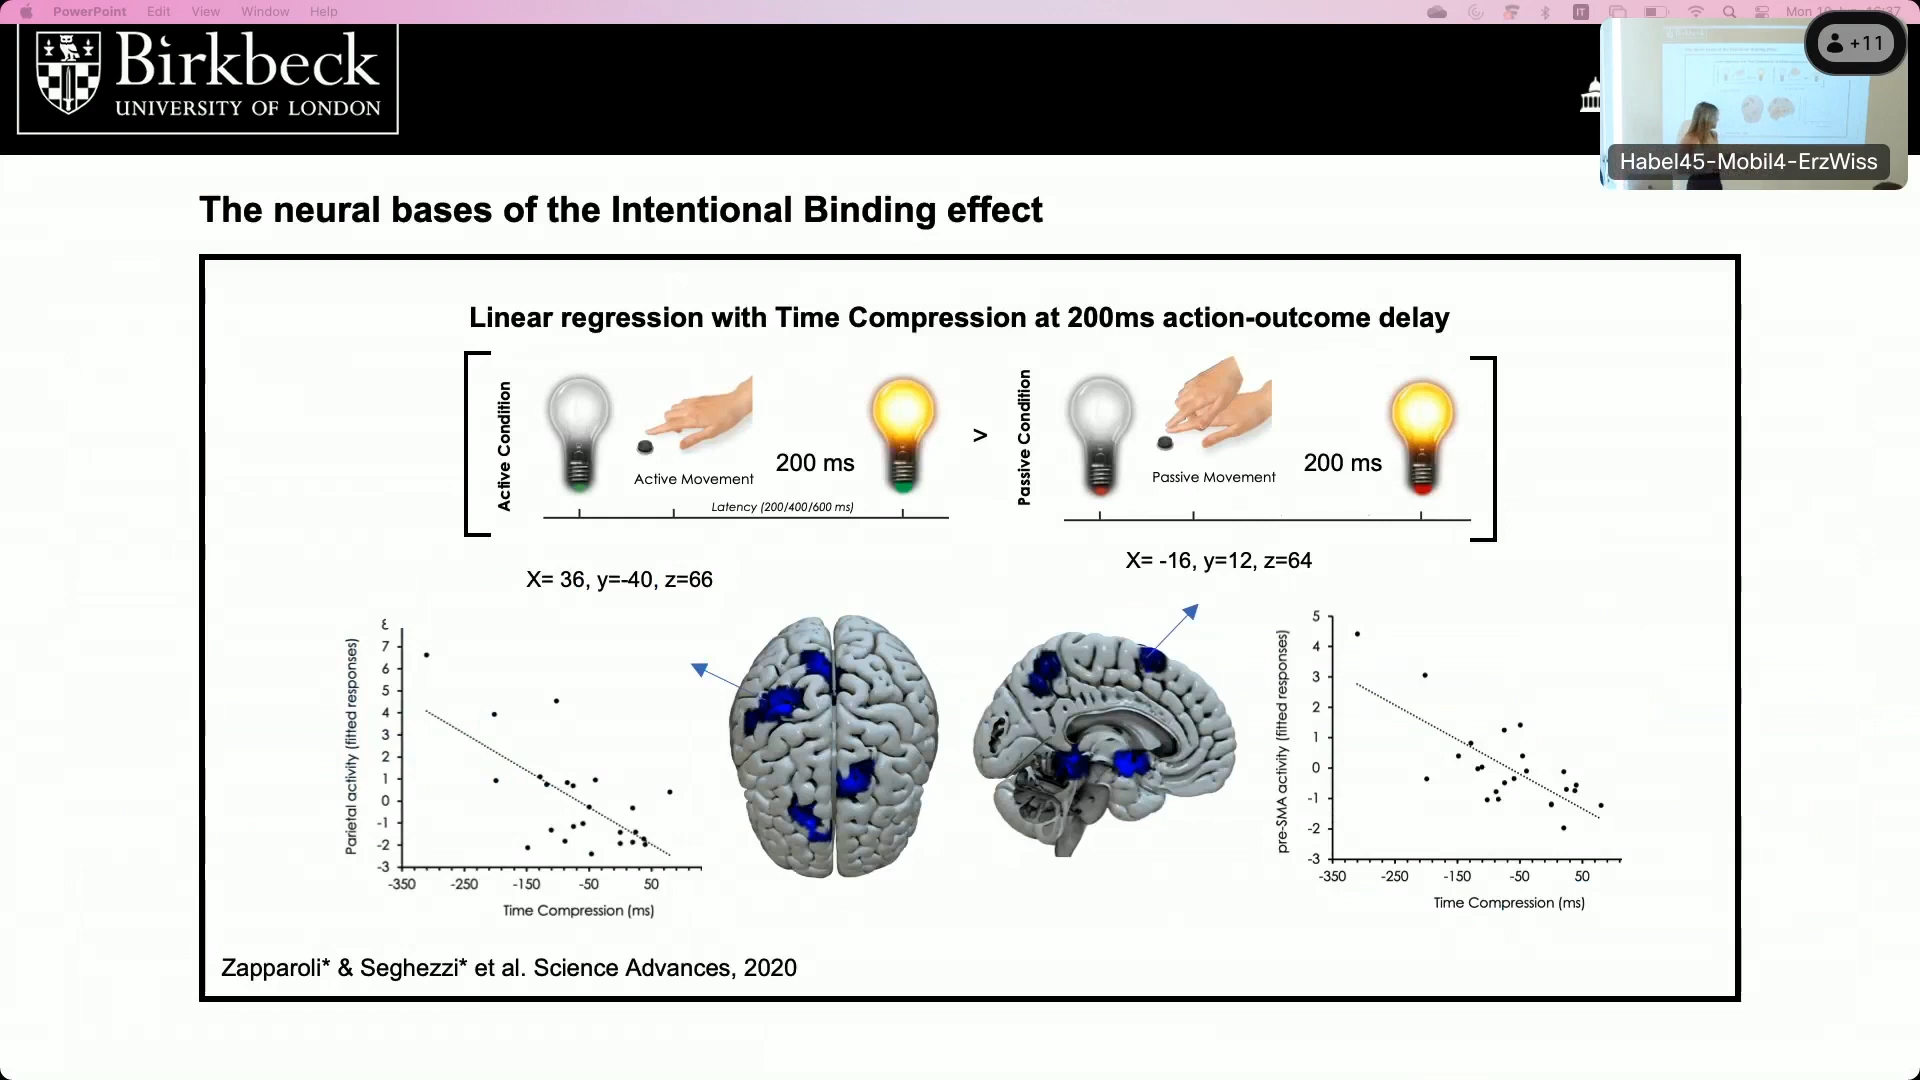 PowerPoint Edit View Window Help
IT
Mon
Birkbeck
UNIVERSITY OF LONDON
+11
Habel45-Mobil4-ErzWiss
The neural bases of the Intentional Binding effect
Linear regression with Time Compression at 200ms action-outcome delay
Active Condition
Active Movement
200 ms
Latency (200/400/600 ms)
>
Passive Condition
Passive Movement
200 ms
X= 36, y=-40, z=66
X= -16, y=12, z=64
Parietal activity (fitted responses)
7
6
5
4
3
2
1
0
-1
-2
-3
-350 -250 -150 -50 50
Time Compression (ms)
pre-SMA activity (fitted responses)
5
4
3
2
1
0
-1
-2
-3
-350 -250 -150 -50 50
Time Compression (ms)
Zapparoli* & Seghezzi* et al. Science Advances, 2020